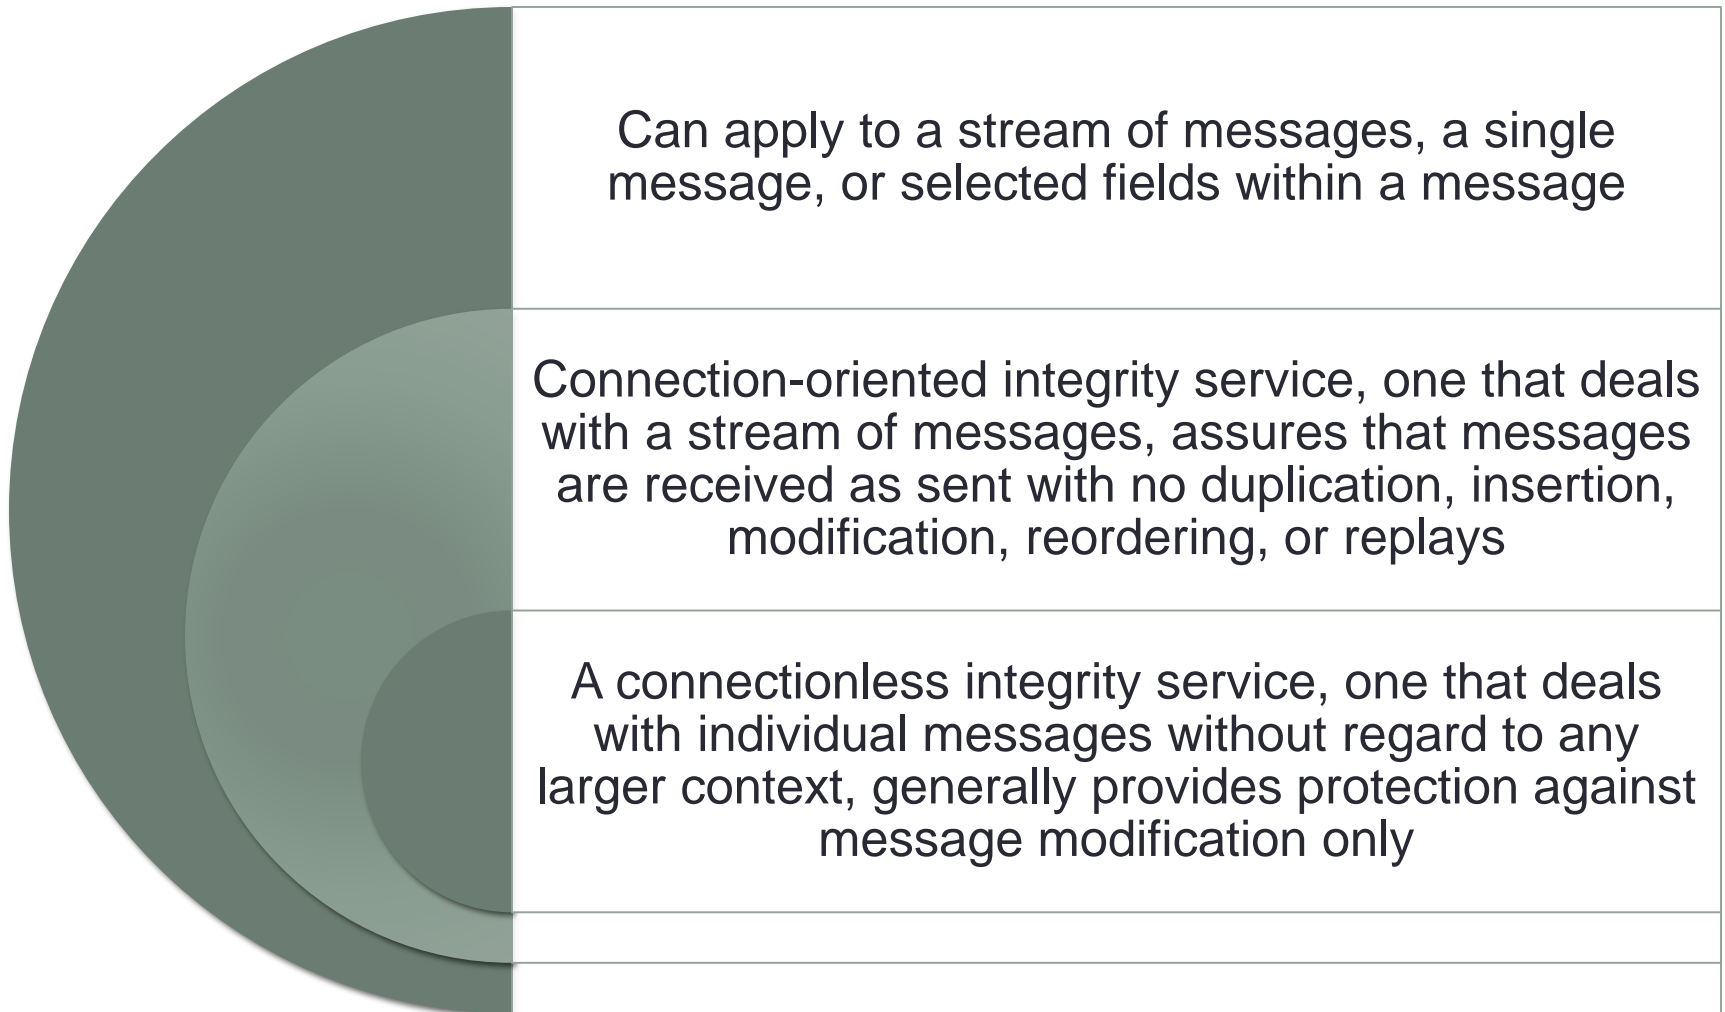 Can apply to a stream of messages, a single
message, or selected fields within a message
Connection-oriented integrity service, one that deals
with a stream of messages, assures that messages
are received as sent with no duplication, insertion,
modification, reordering, or replays
A connectionless integrity service, one that deals
with individual messages without regard to any
larger context, generally provides protection against
message modification only